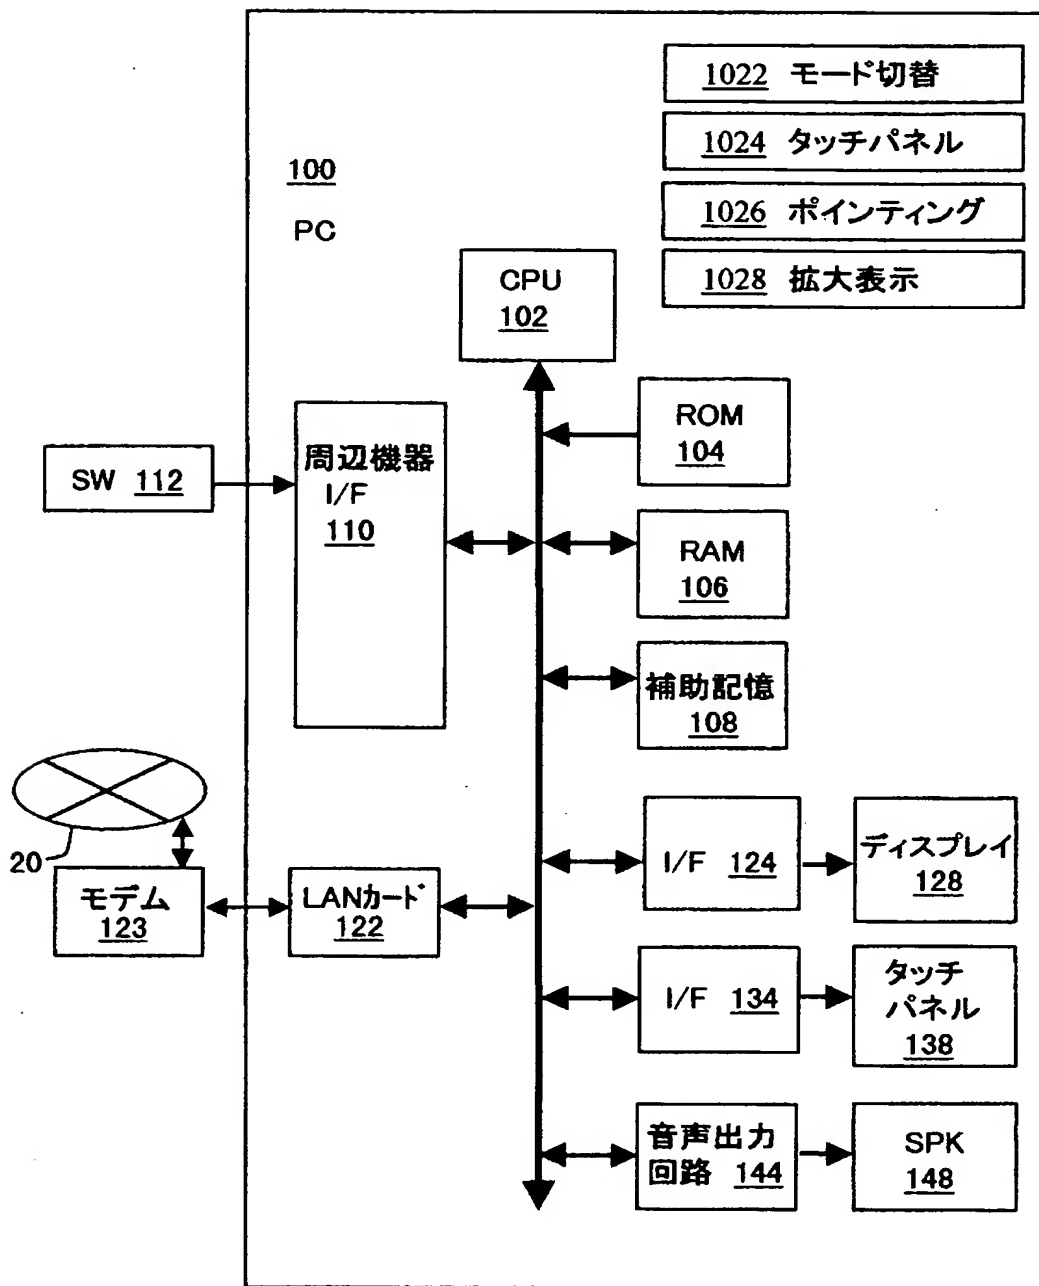 1022 モード切替
1024 タッチパネル
1026 ポインティング
1028 拡大表示
100
PC
CPU
102
ROM
104
周辺機器
I/F
110
SW 112
RAM
106
補助記憶
108
20
モデム
123
LANカード
122
I/F 124
ディスプレイ
128
I/F 134
タッチ
パネル
138
音声出力
回路 144
SPK
148